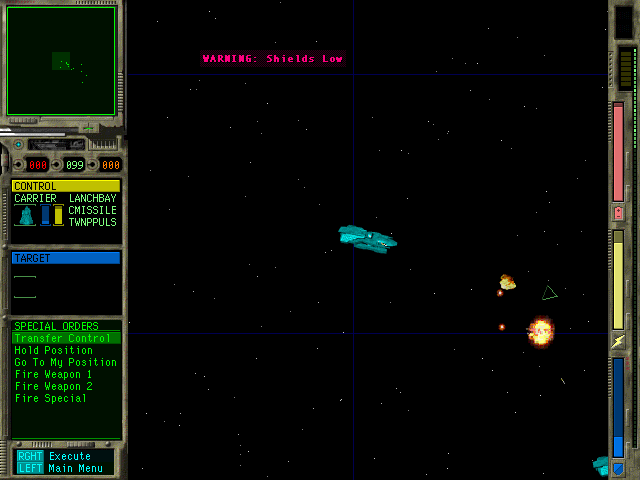 WARNING: Shields Low
000 099 000
CONTROL
CARRIER LANCHBAY
CMISSILE
TWNPPULS
TARGET
SPECIAL ORDERS
Transfer Control
Hold Position
Go To My Position
Fire Weapon 1
Fire Weapon 2
Fire Special
RGHT Execute
LEFT Main Menu